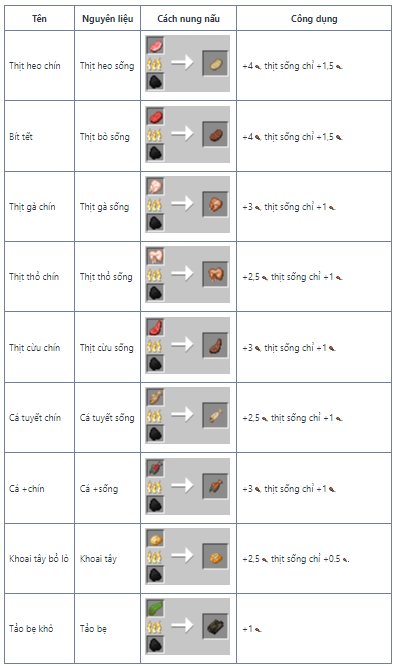 Tên Nguyên liệu Cách nung nấu Công dụng
Thịt heo chín Thịt heo sống +4 , thịt sống chỉ +1,5 .
Bít tết Thịt bò sống +4 , thịt sống chỉ +1,5 .
Thịt gà chín Thịt gà sống +3 , thịt sống chỉ +1 .
Thịt thỏ chín Thịt thỏ sống +2,5 , thịt sống chỉ +1 .
Thịt cừu chín Thịt cừu sống +3 , thịt sống chỉ +1 .
Cá tuyết chín Cá tuyết sống +2,5 , thịt sống chỉ +1 .
Cá +chín Cá +sống +3 , thịt sống chỉ +1 .
Khoai tây bỏ lò Khoai tây +2,5 , thịt sống chỉ +0.5 .
Tảo bẹ khô Tảo bẹ +1 .